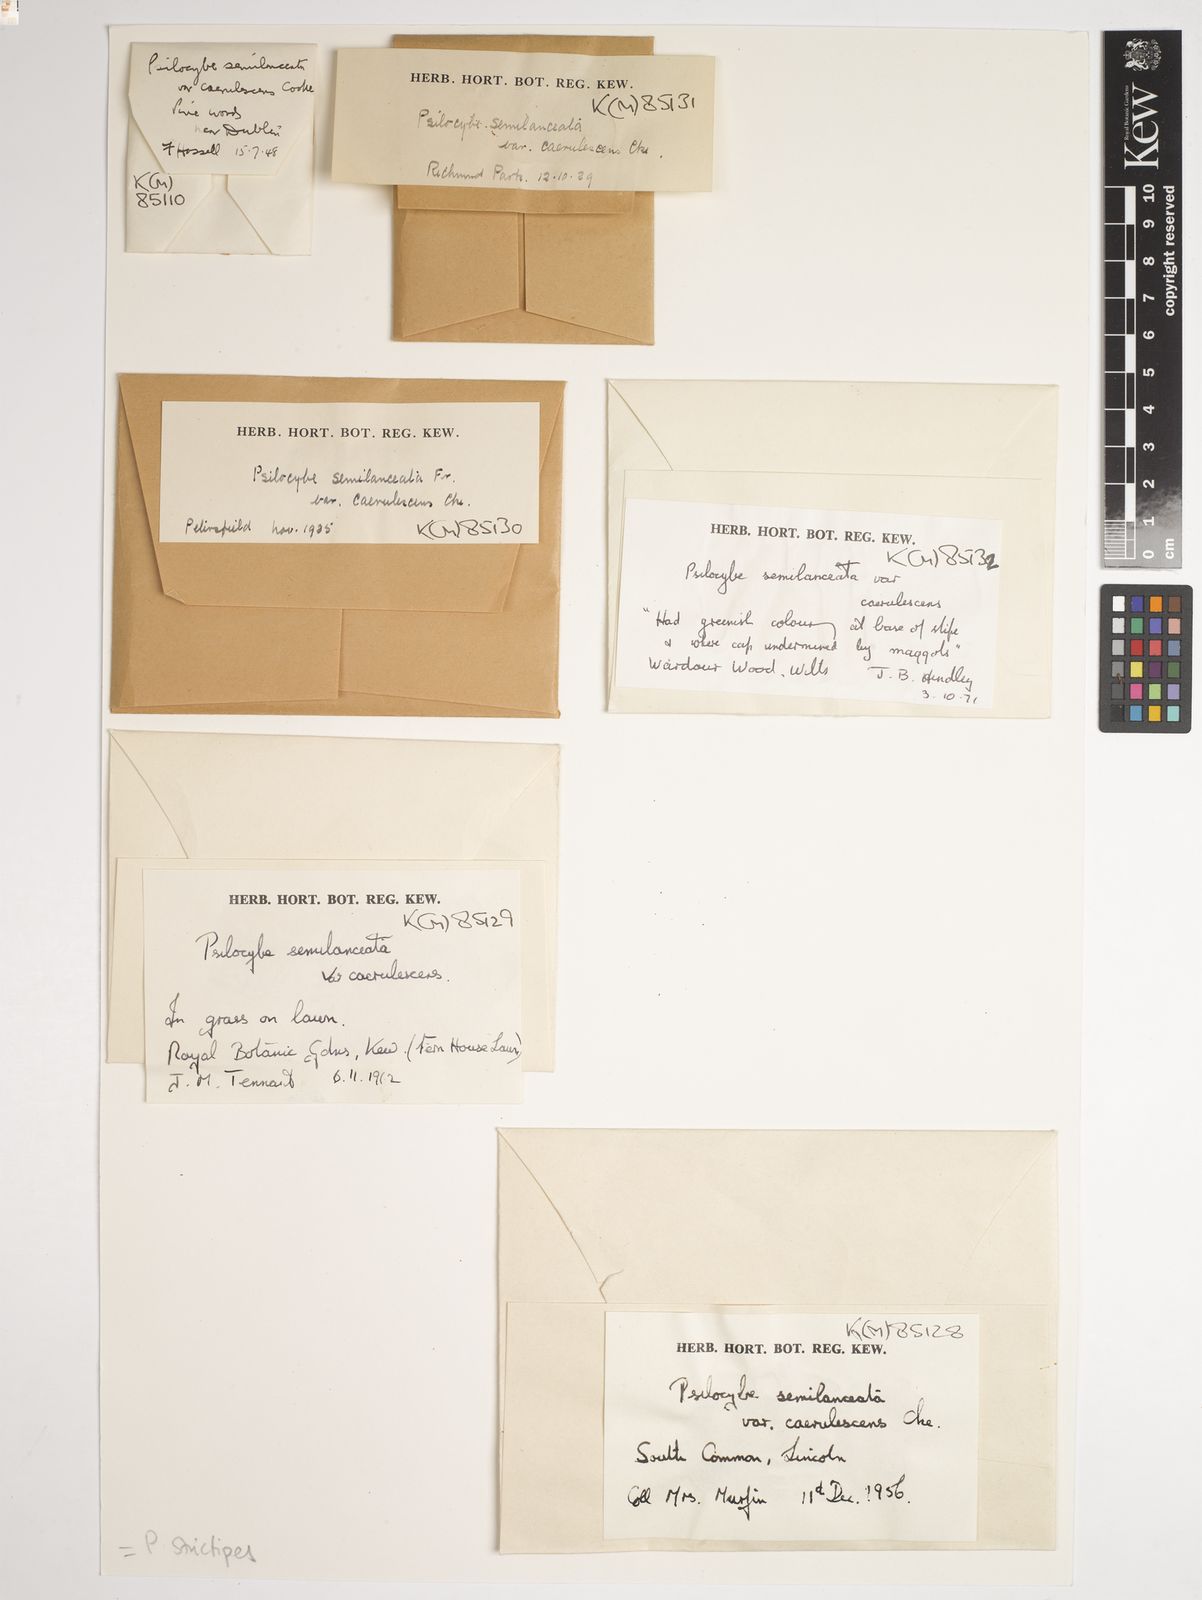 Psilocybe semilanceata
var caerulescens Cooke
Pine woods
near Dublin
15.7.48
K(M)
85110
HERB. HORT. BOT. REG. KEW.
K(M)85131
Psilocybe semilanceata
var. caerulescens Cke.
Richmond Park. 12.10.39
HERB. HORT. BOT. REG. KEW.
Psilocybe semilanceata Fr.
var. caerulescens Cke.
Nov. 1935
K(M)85130
HERB. HORT. BOT. REG. KEW.
K(M)85132
Psilocybe semilanceata var
caerulescens
"Had greenish colour at base of stipe
& where cap undermined by maggots"
Wardour Wood, Wilts J. B. Hindley
3.10.71
HERB. HORT. BOT. REG. KEW.
K(M)85129
Psilocybe semilanceata
var caerulescens.
In grass on lawn.
Royal Botanic Gdns, Kew. (Fern House Lawn)
J. M. Tennant 6.11.1962
K(M)85128
HERB. HORT. BOT. REG. KEW.
Psilocybe semilanceata
var. caerulescens Cke.
South Common, Lincoln
Coll Mrs. Murfin 11th Dec. 1956.
= P. strictipes
Royal Botanic Gardens
Kew
0 1 2 3 4 5 6 7 8 9 10
cm
copyright reserved